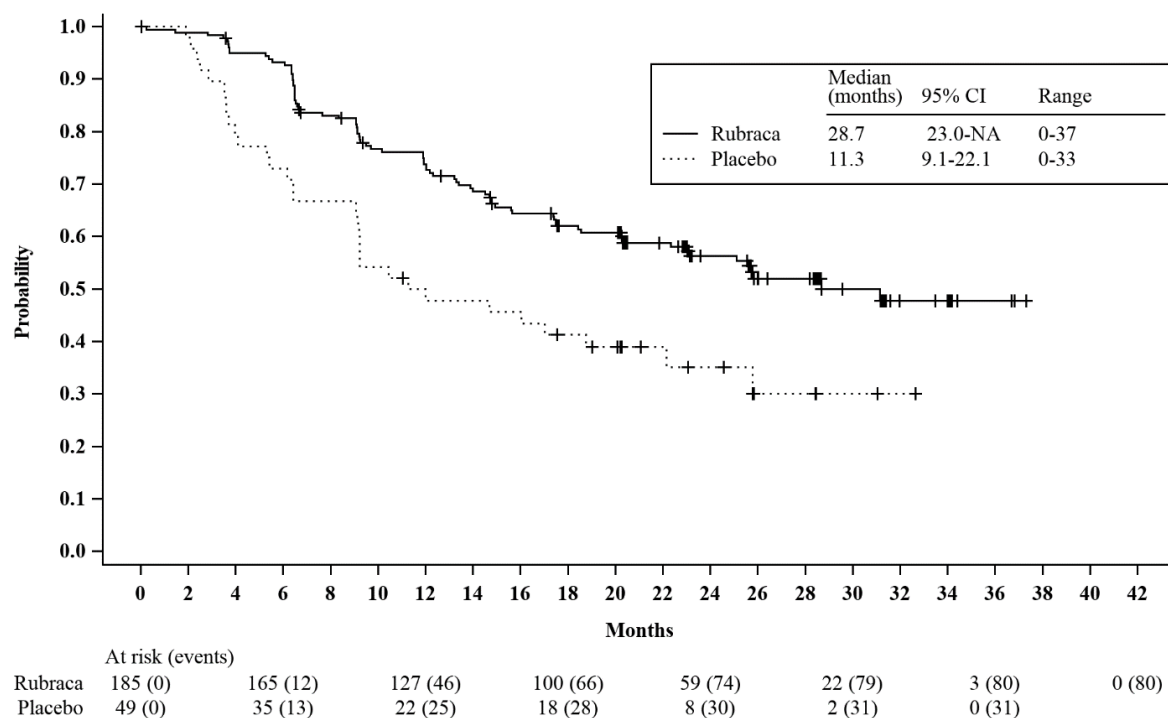 1.0
0.9
0.8
0.7
0.6
0.5
0.4
0.3
0.2
0.1
0.0
Probability
Median (months) 95% CI Range
Rubraca 28.7 23.0-NA 0-37
Placebo 11.3 9.1-22.1 0-33
0 2 4 6 8 10 12 14 16 18 20 22 24 26 28 30 32 34 36 38 40 42
Months
At risk (events)
Rubraca 185 (0) 165 (12) 127 (46) 100 (66) 59 (74) 22 (79) 3 (80) 0 (80)
Placebo 49 (0) 35 (13) 22 (25) 18 (28) 8 (30) 2 (31) 0 (31)